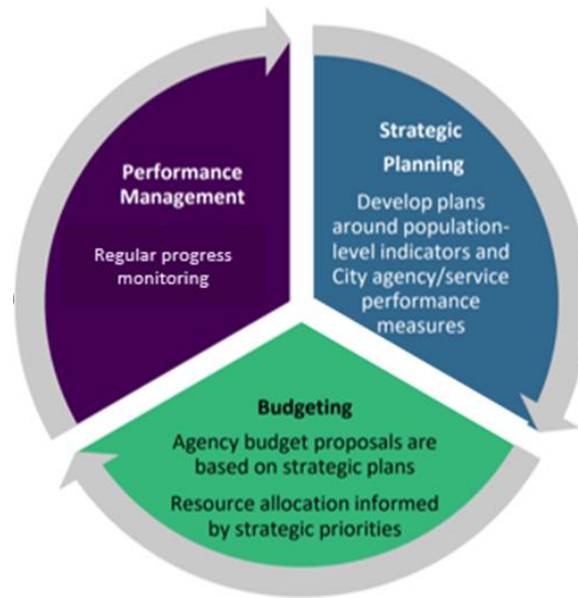 Performance
Management
Regular progress
monitoring
Strategic
Planning
Develop plans
around population-
level indicators and
City agency/service
performance
measures
Budgeting
Agency budget proposals are
based on strategic plans
Resource allocation informed
by strategic priorities